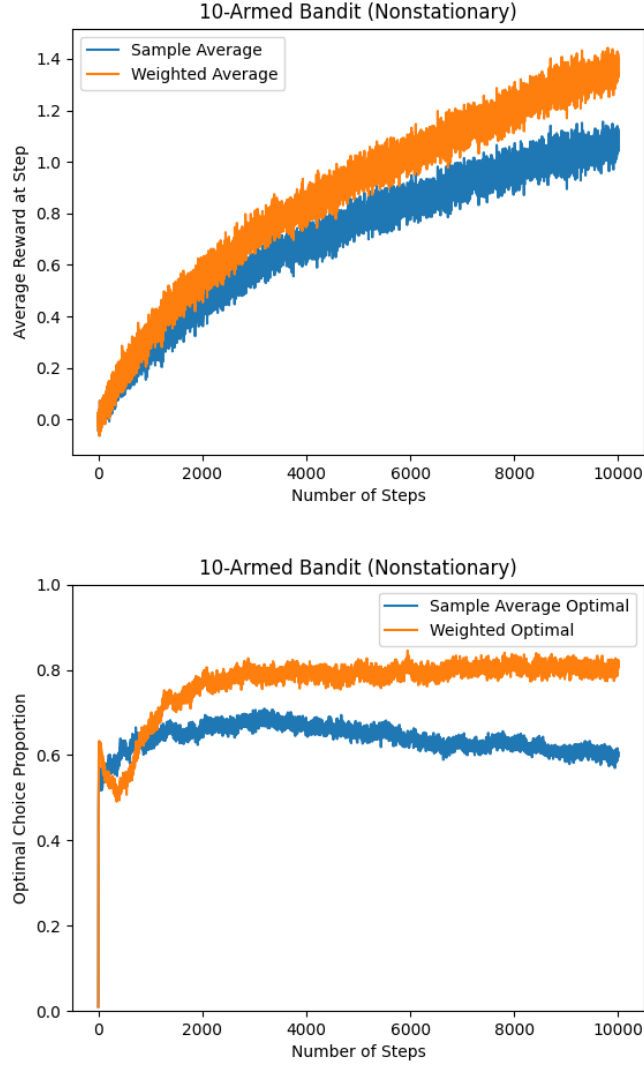 10-Armed Bandit (Nonstationary)
Sample Average
Weighted Average
1.4
1.2
1.0
0.8
0.6
0.4
0.2
0.0
Average Reward at Step
0 2000 4000 6000 8000 10000
Number of Steps
10-Armed Bandit (Nonstationary)
Sample Average Optimal
Weighted Optimal
1.0
0.8
0.6
0.4
0.2
0.0
Optimal Choice Proportion
0 2000 4000 6000 8000 10000
Number of Steps